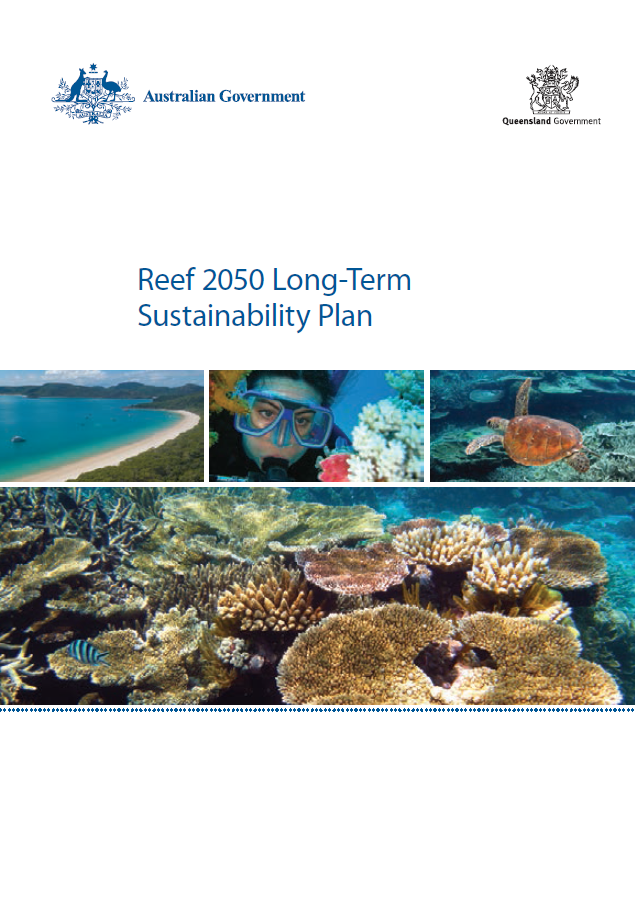 Australian Government
Queensland Government
Reef 2050 Long-Term
Sustainability Plan